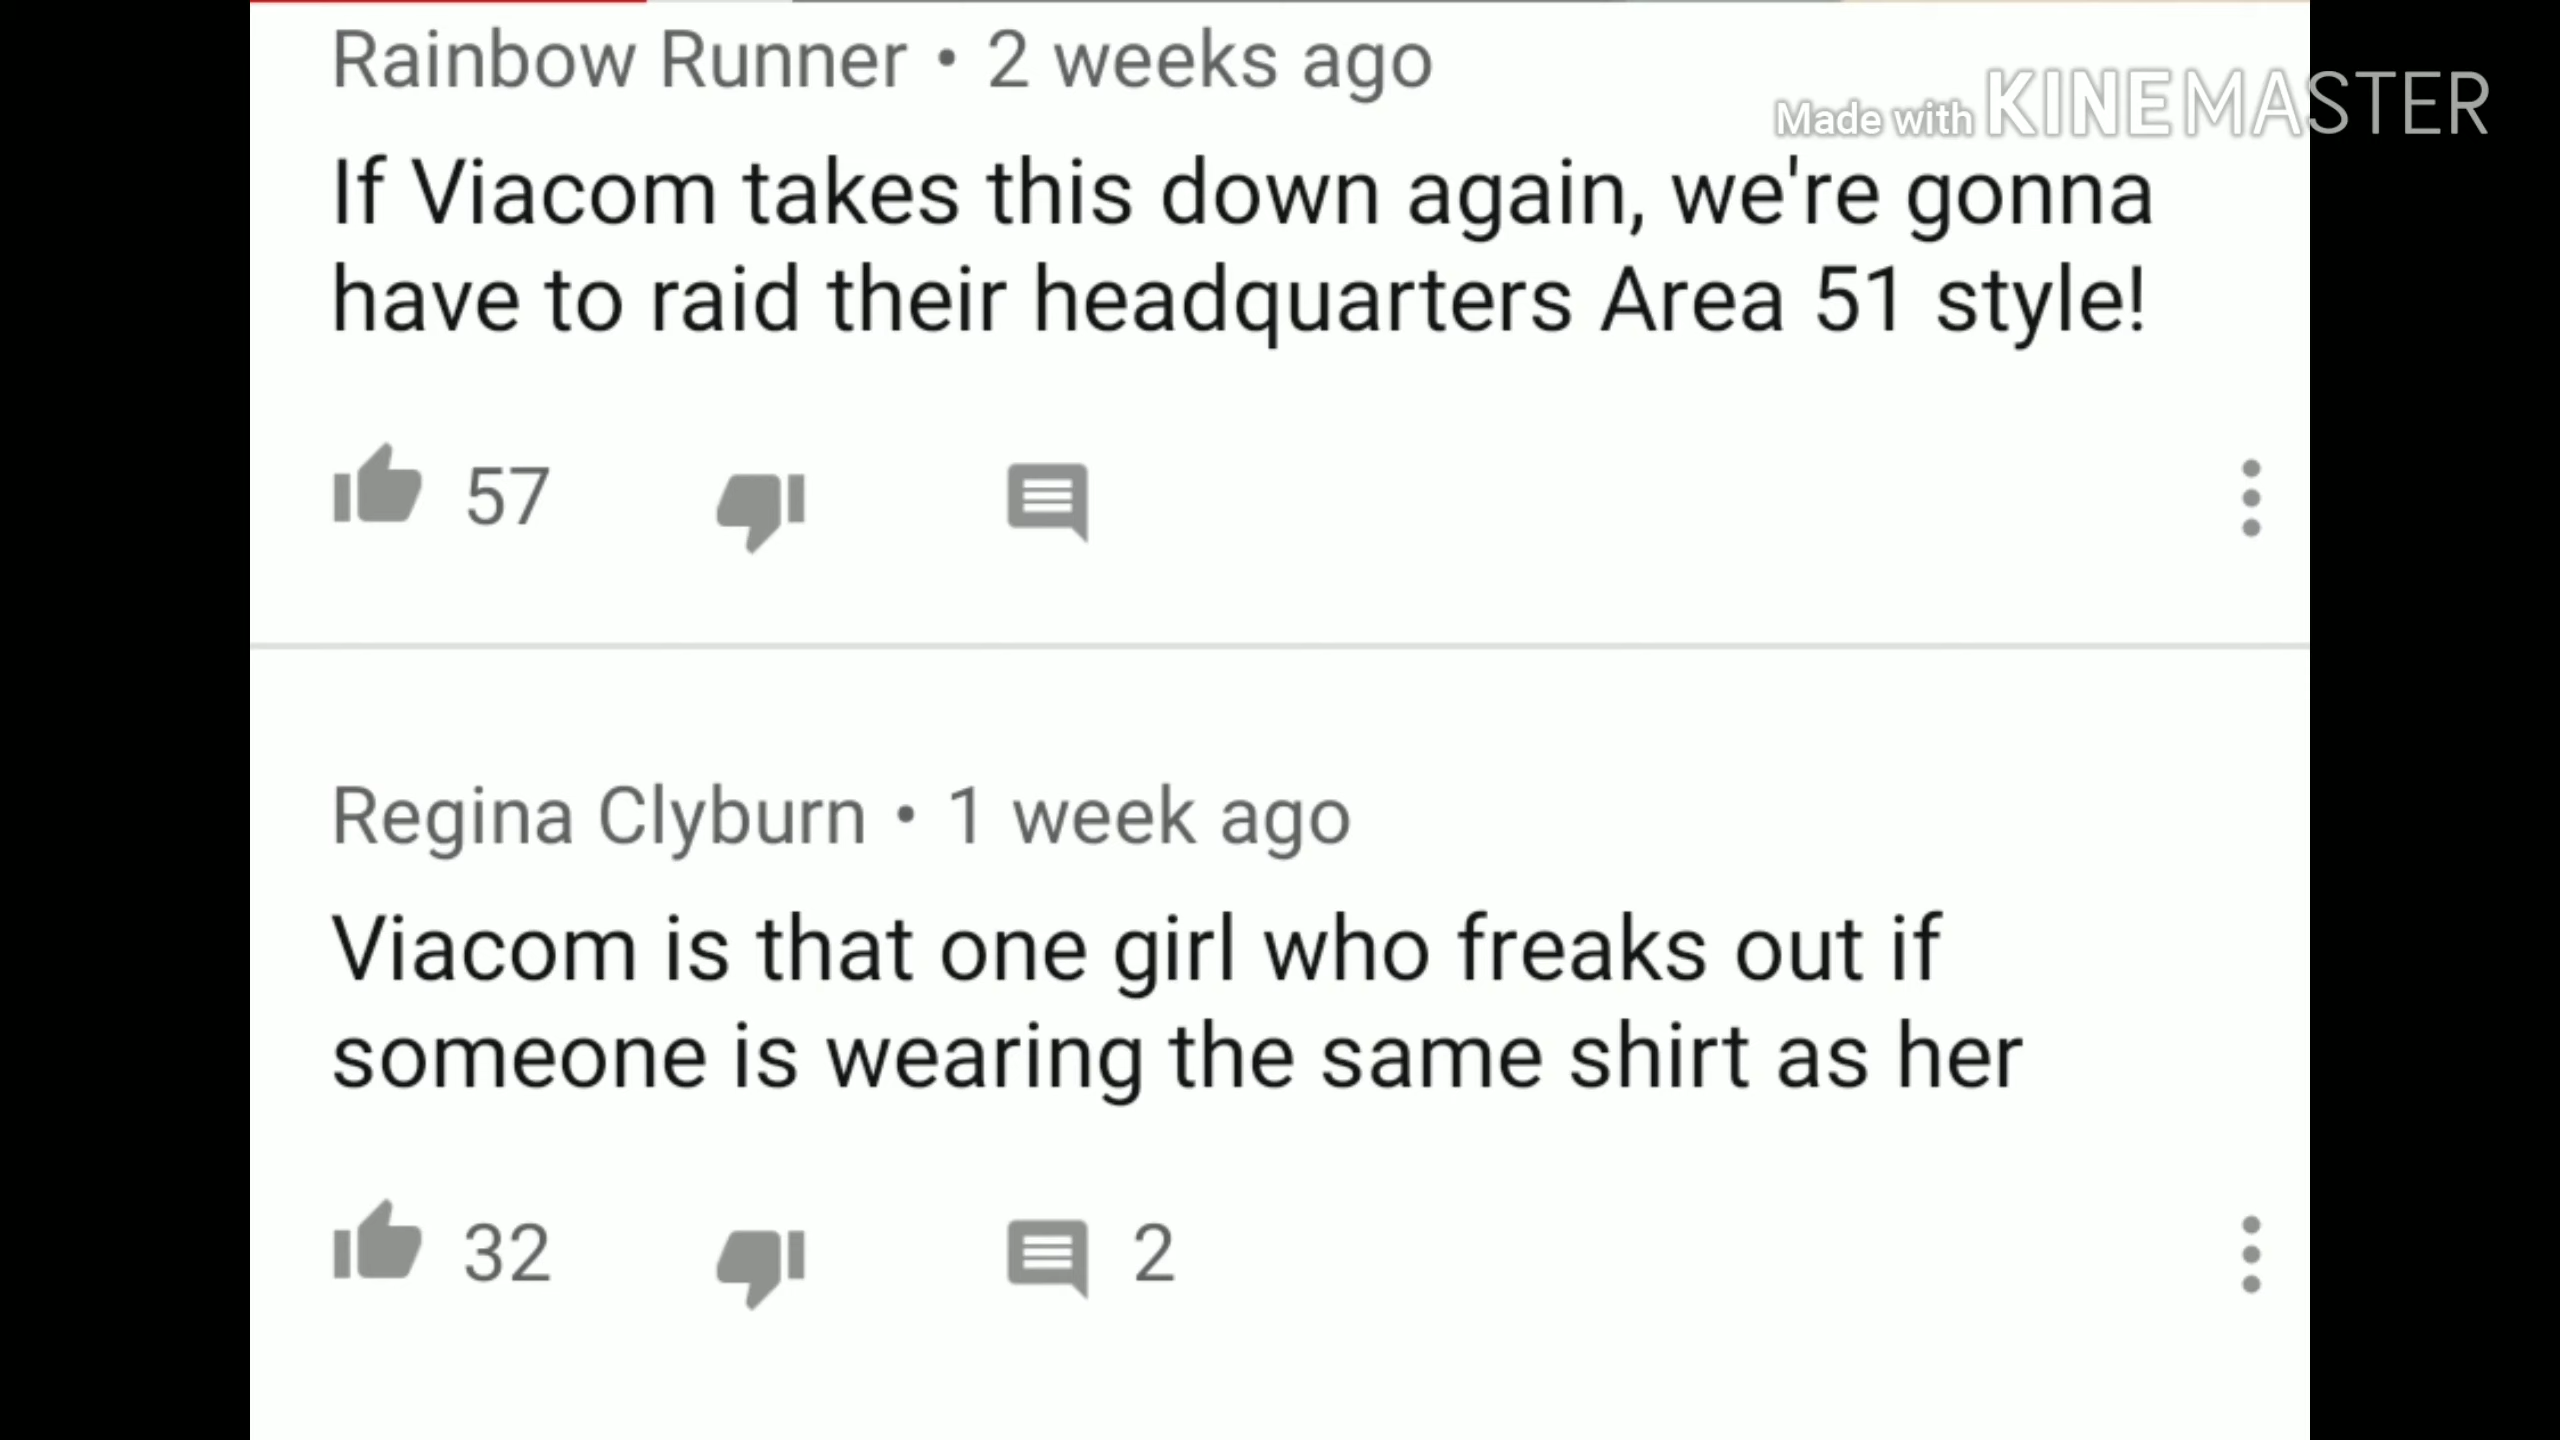 Rainbow Runner • 2 weeks ago
Made with KINEMASTER
If Viacom takes this down again, we're gonna
have to raid their headquarters Area 51 style!
57
Regina Clyburn • 1 week ago
Viacom is that one girl who freaks out if
someone is wearing the same shirt as her
32 2